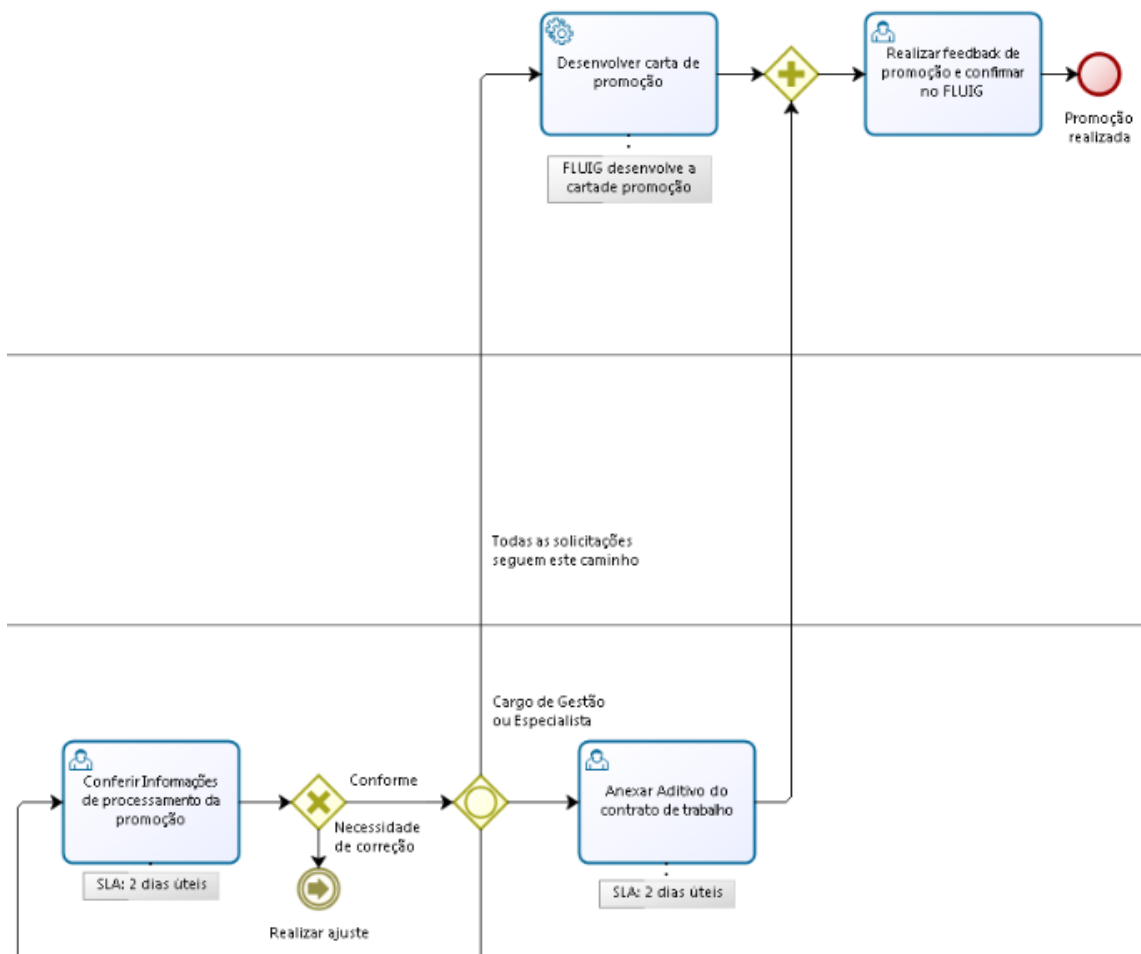 Desenvolver carta de
promoção
Realizar feedback de
promoção e confirmar
no FLUIG
Promoção
realizada
FLUIG desenvolve a
cartade promoção
Todas as solicitações
seguem este caminho
Cargo de Gestão
ou Especialista
Conferir Informações
de processamento da
promoção
Conforme
Anexar Aditivo do
contrato de trabalho
Necessidade
de correção
SLA: 2 dias úteis
SLA: 2 dias úteis
Realizar ajuste